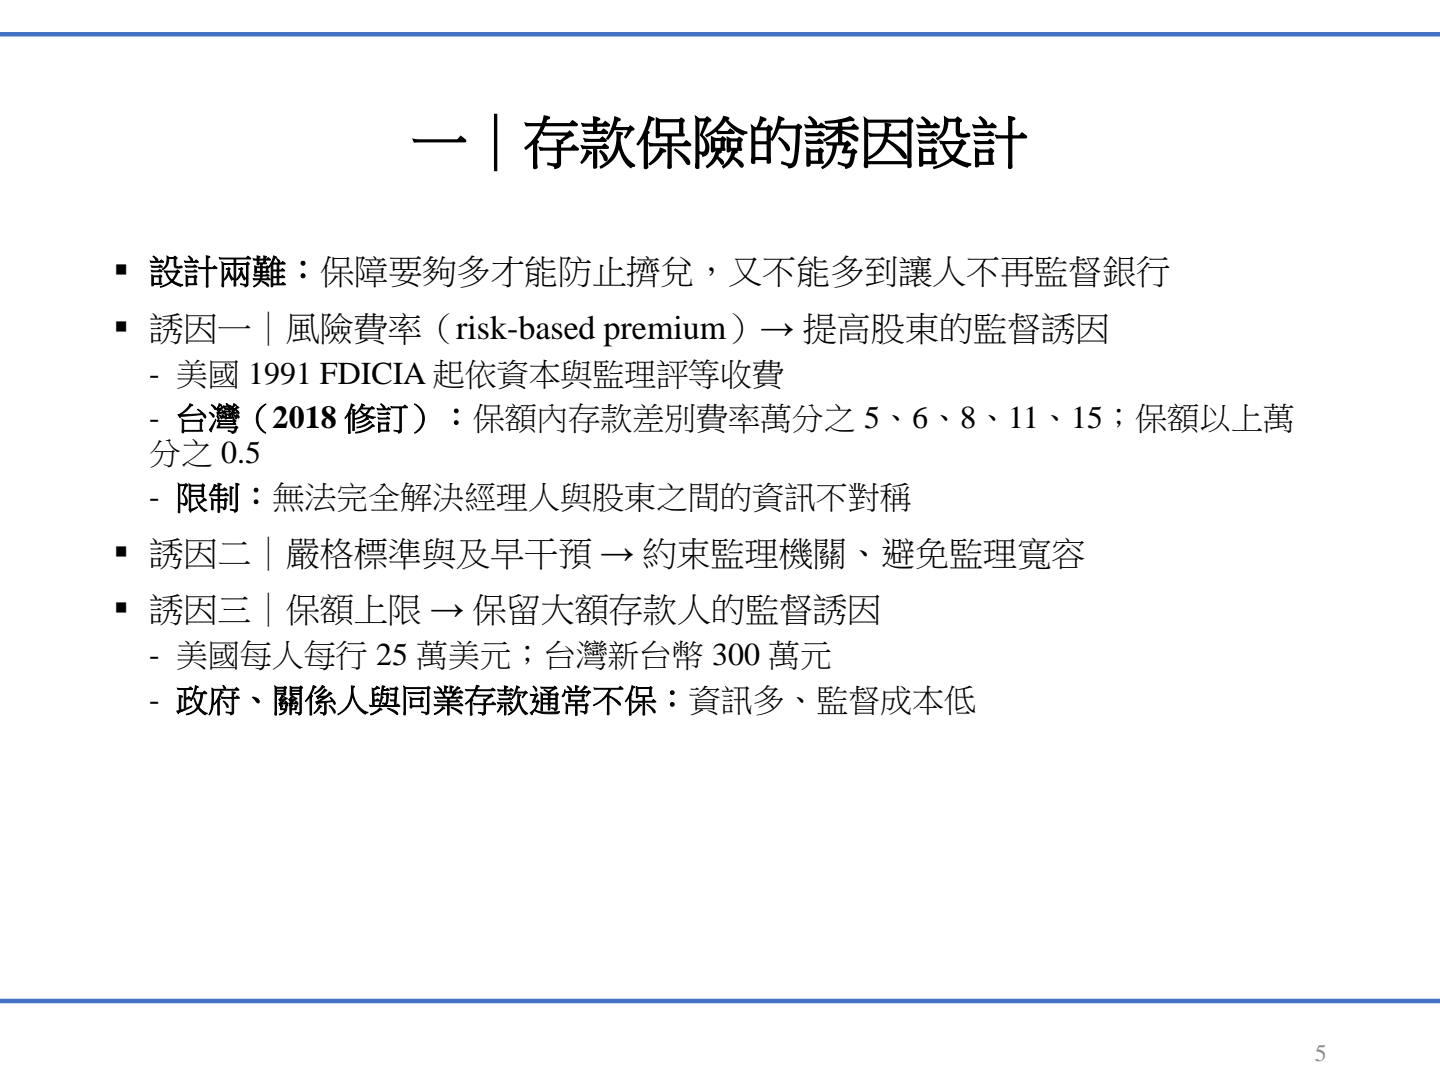 一｜存款保險的誘因設計
▪ 設計兩難：保障要夠多才能防止擠兌，又不能多到讓人不再監督銀行
▪ 誘因一｜風險費率（risk-based premium）→ 提高股東的監督誘因
- 美國 1991 FDICIA 起依資本與監理評等收費
- 台灣（2018 修訂）：保額內存款差別費率萬分之 5、6、8、11、15；保額以上萬
分之 0.5
- 限制：無法完全解決經理人與股東之間的資訊不對稱
▪ 誘因二｜嚴格標準與及早干預 → 約束監理機關、避免監理寬容
▪ 誘因三｜保額上限 → 保留大額存款人的監督誘因
- 美國每人每行 25 萬美元；台灣新台幣 300 萬元
- 政府、關係人與同業存款通常不保：資訊多、監督成本低
5